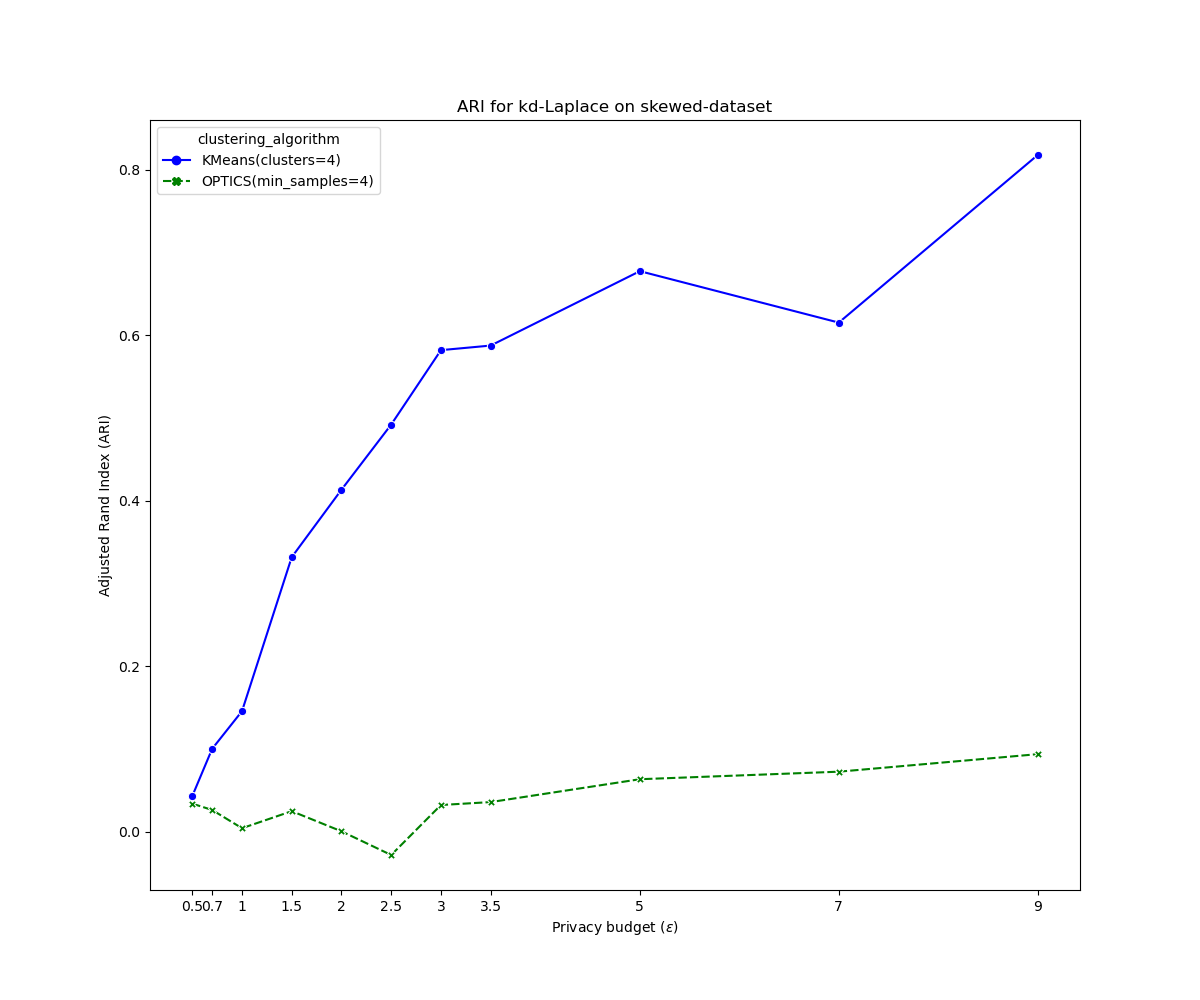 ARI for kd-Laplace on skewed-dataset
clustering_algorithm
KMeans(clusters=4)
OPTICS(min_samples=4)
Adjusted Rand Index (ARI)
0.8
0.6
0.4
0.2
0.0
0.5 0.7 1 1.5 2 2.5 3 3.5 5 7 9
Privacy budget (ε)